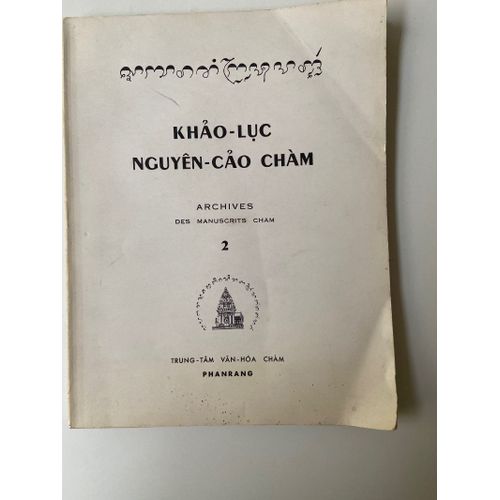 KHẢO-LỤC
NGUYÊN-CẢO CHÀM
ARCHIVES
DES MANUSCRITS CHAM
2
TRUNG-TÂM VĂN-HÓA CHÀM
PHANRANG